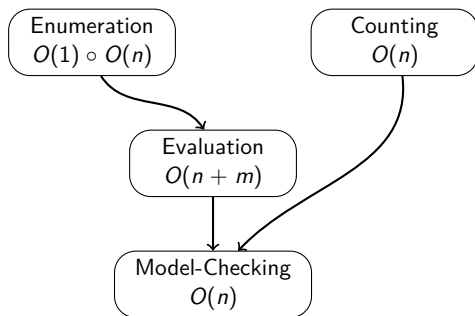 Enumeration
O(1) ∘ O(n)
Counting
O(n)
Evaluation
O(n + m)
Model-Checking
O(n)